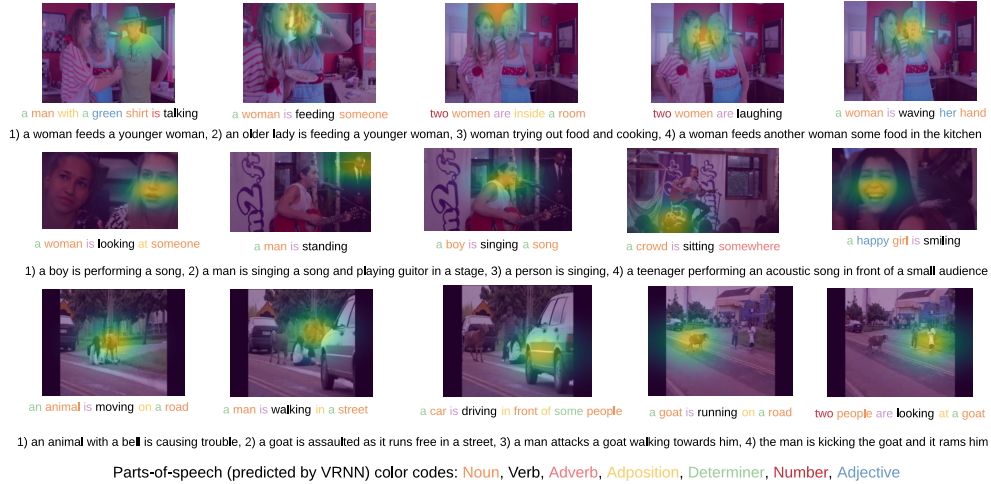 a man with a green shirt is talking
a woman is feeding someone
two women are inside a room
two women are laughing
a woman is waving her hand
1) a woman feeds a younger woman, 2) an older lady is feeding a younger woman, 3) woman trying out food and cooking, 4) a woman feeds another woman some food in the kitchen
a woman is looking at someone
a man is standing
a boy is singing a song
a crowd is sitting somewhere
a happy girl is smiling
1) a boy is performing a song, 2) a man is singing a song and playing guitor in a stage, 3) a person is singing, 4) a teenager performing an acoustic song in front of a small audience
an animal is moving on a road
a man is walking in a street
a car is driving in front of some people
a goat is running on a road
two people are looking at a goat
1) an animal with a bell is causing trouble, 2) a goat is assaulted as it runs free in a street, 3) a man attacks a goat walking towards him, 4) the man is kicking the goat and it rams him
Parts-of-speech (predicted by VRNN) color codes: Noun, Verb, Adverb, Adposition, Determiner, Number, Adjective